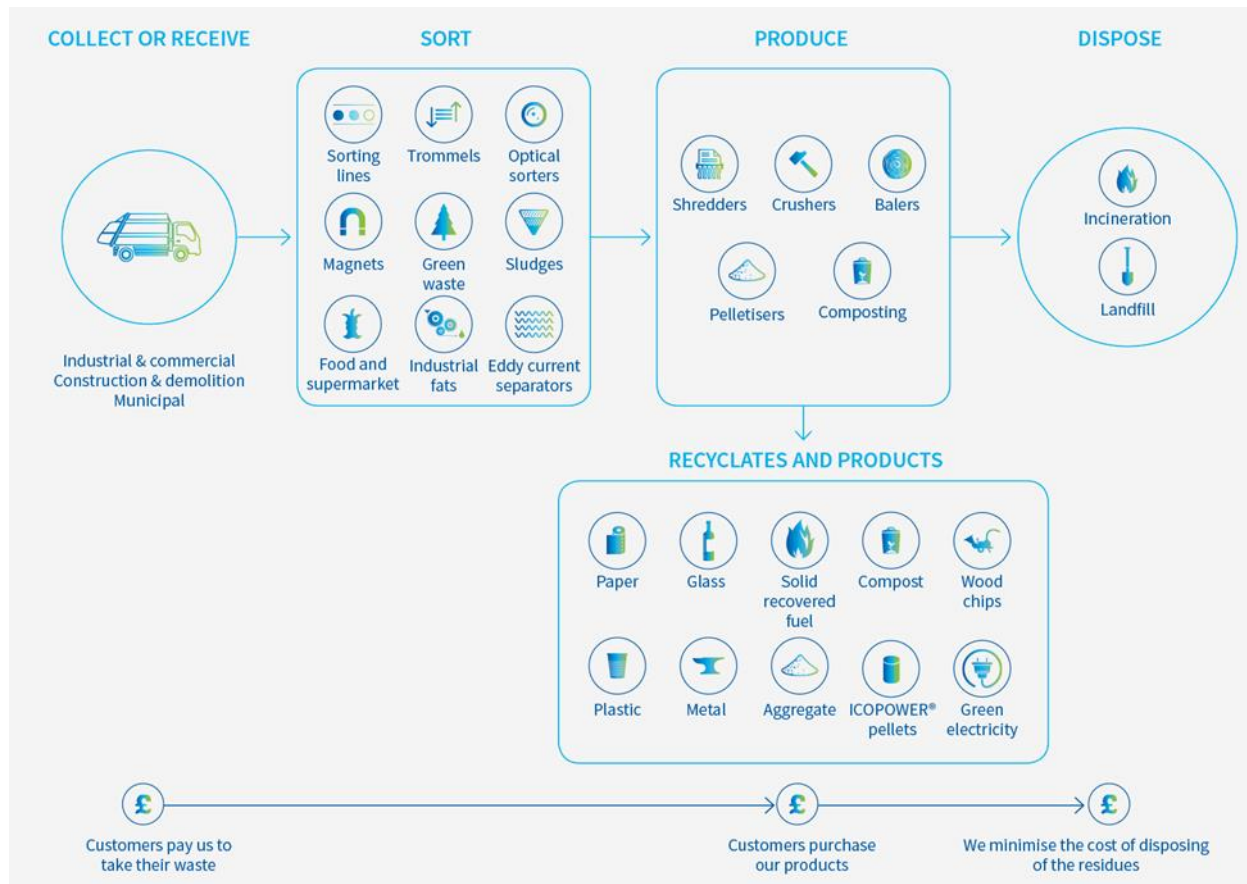 COLLECT OR RECEIVE
SORT
PRODUCE
DISPOSE
Sorting
lines
Trommels
Optical
sorters
Magnets
Green
waste
Sludges
Food and
supermarket
Industrial
fats
Eddy current
separators
Shredders
Crushers
Balers
Pelletisers
Composting
Incineration
Landfill
Industrial & commercial
Construction & demolition
Municipal
RECYCLATES AND PRODUCTS
Paper
Glass
Solid
recovered
fuel
Compost
Wood
chips
Plastic
Metal
Aggregate
ICOPOWER®
pellets
Green
electricity
£
£
£
Customers pay us to
take their waste
Customers purchase
our products
We minimise the cost of disposing
of the residues